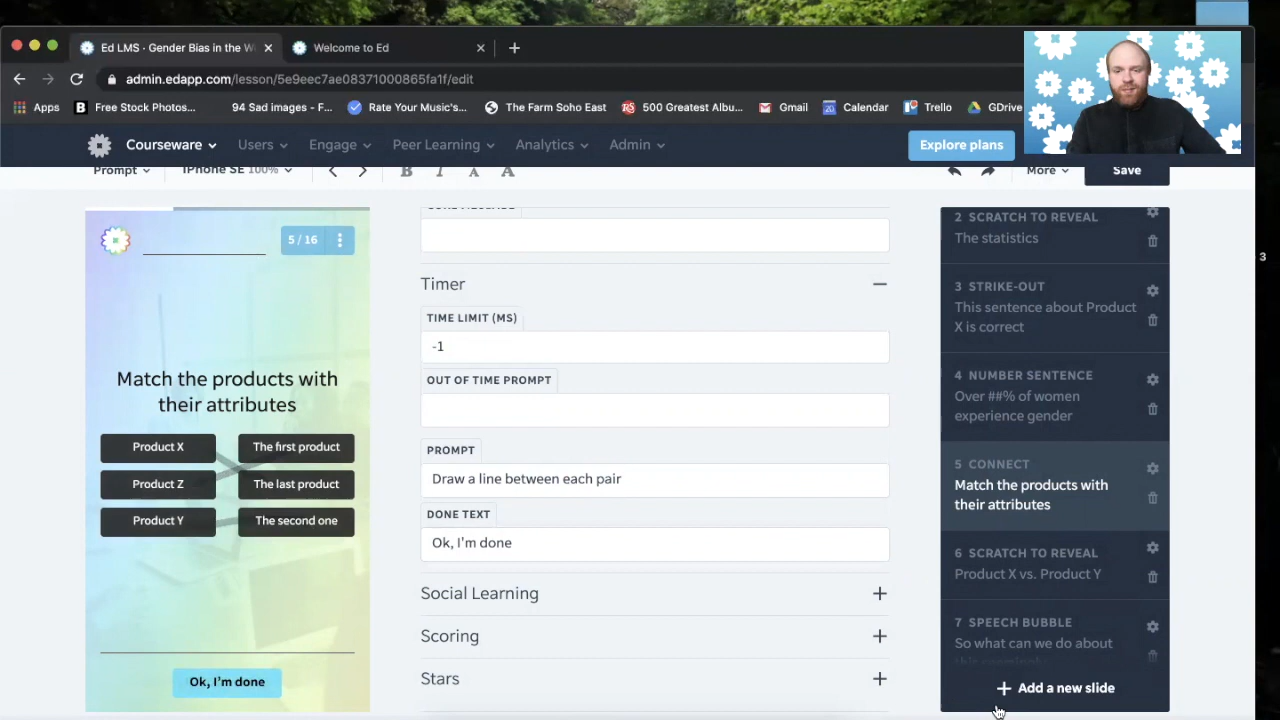 Ed LMS · Gender Bias in the W
Welcome to Ed
admin.edapp.com/lesson/5e9eec7ae08371000
/edit
Apps
Free Stock Photos...
94 Sdi images - F...
Run Your Car's...
The Farm Soho East
500 Greatest Albu...
Gmail
Calendar
Trello
GDrive
Courseware
Users
Engage
Peer Learning
Analytics
Admin
Explore plans
Prompt
iPhone SE 100%
B
A
A
More
Save
5 / 16
Match the products with
their attributes
Product X
The first product
Product Z
The last product
Product Y
The second one
Ok, I'm done
Timer
TIME LIMIT (MS)
-1
OUT OF TIME PROMPT
PROMPT
Draw a line between each pair
DONE TEXT
Ok, I'm done
Social Learning
Scoring
Stars
2 SCRATCH TO REVEAL
The statistics
3 STRIKE-OUT
This sentence about Product
X is correct
4 NUMBER SENTENCE
Over ##% of women
experience gender
5 CONNECT
Match the products with
their attributes
6 SCRATCH TO REVEAL
Product X vs. Product Y
7 SPEECH BUBBLE
So what can we do about
Add a new slide
3